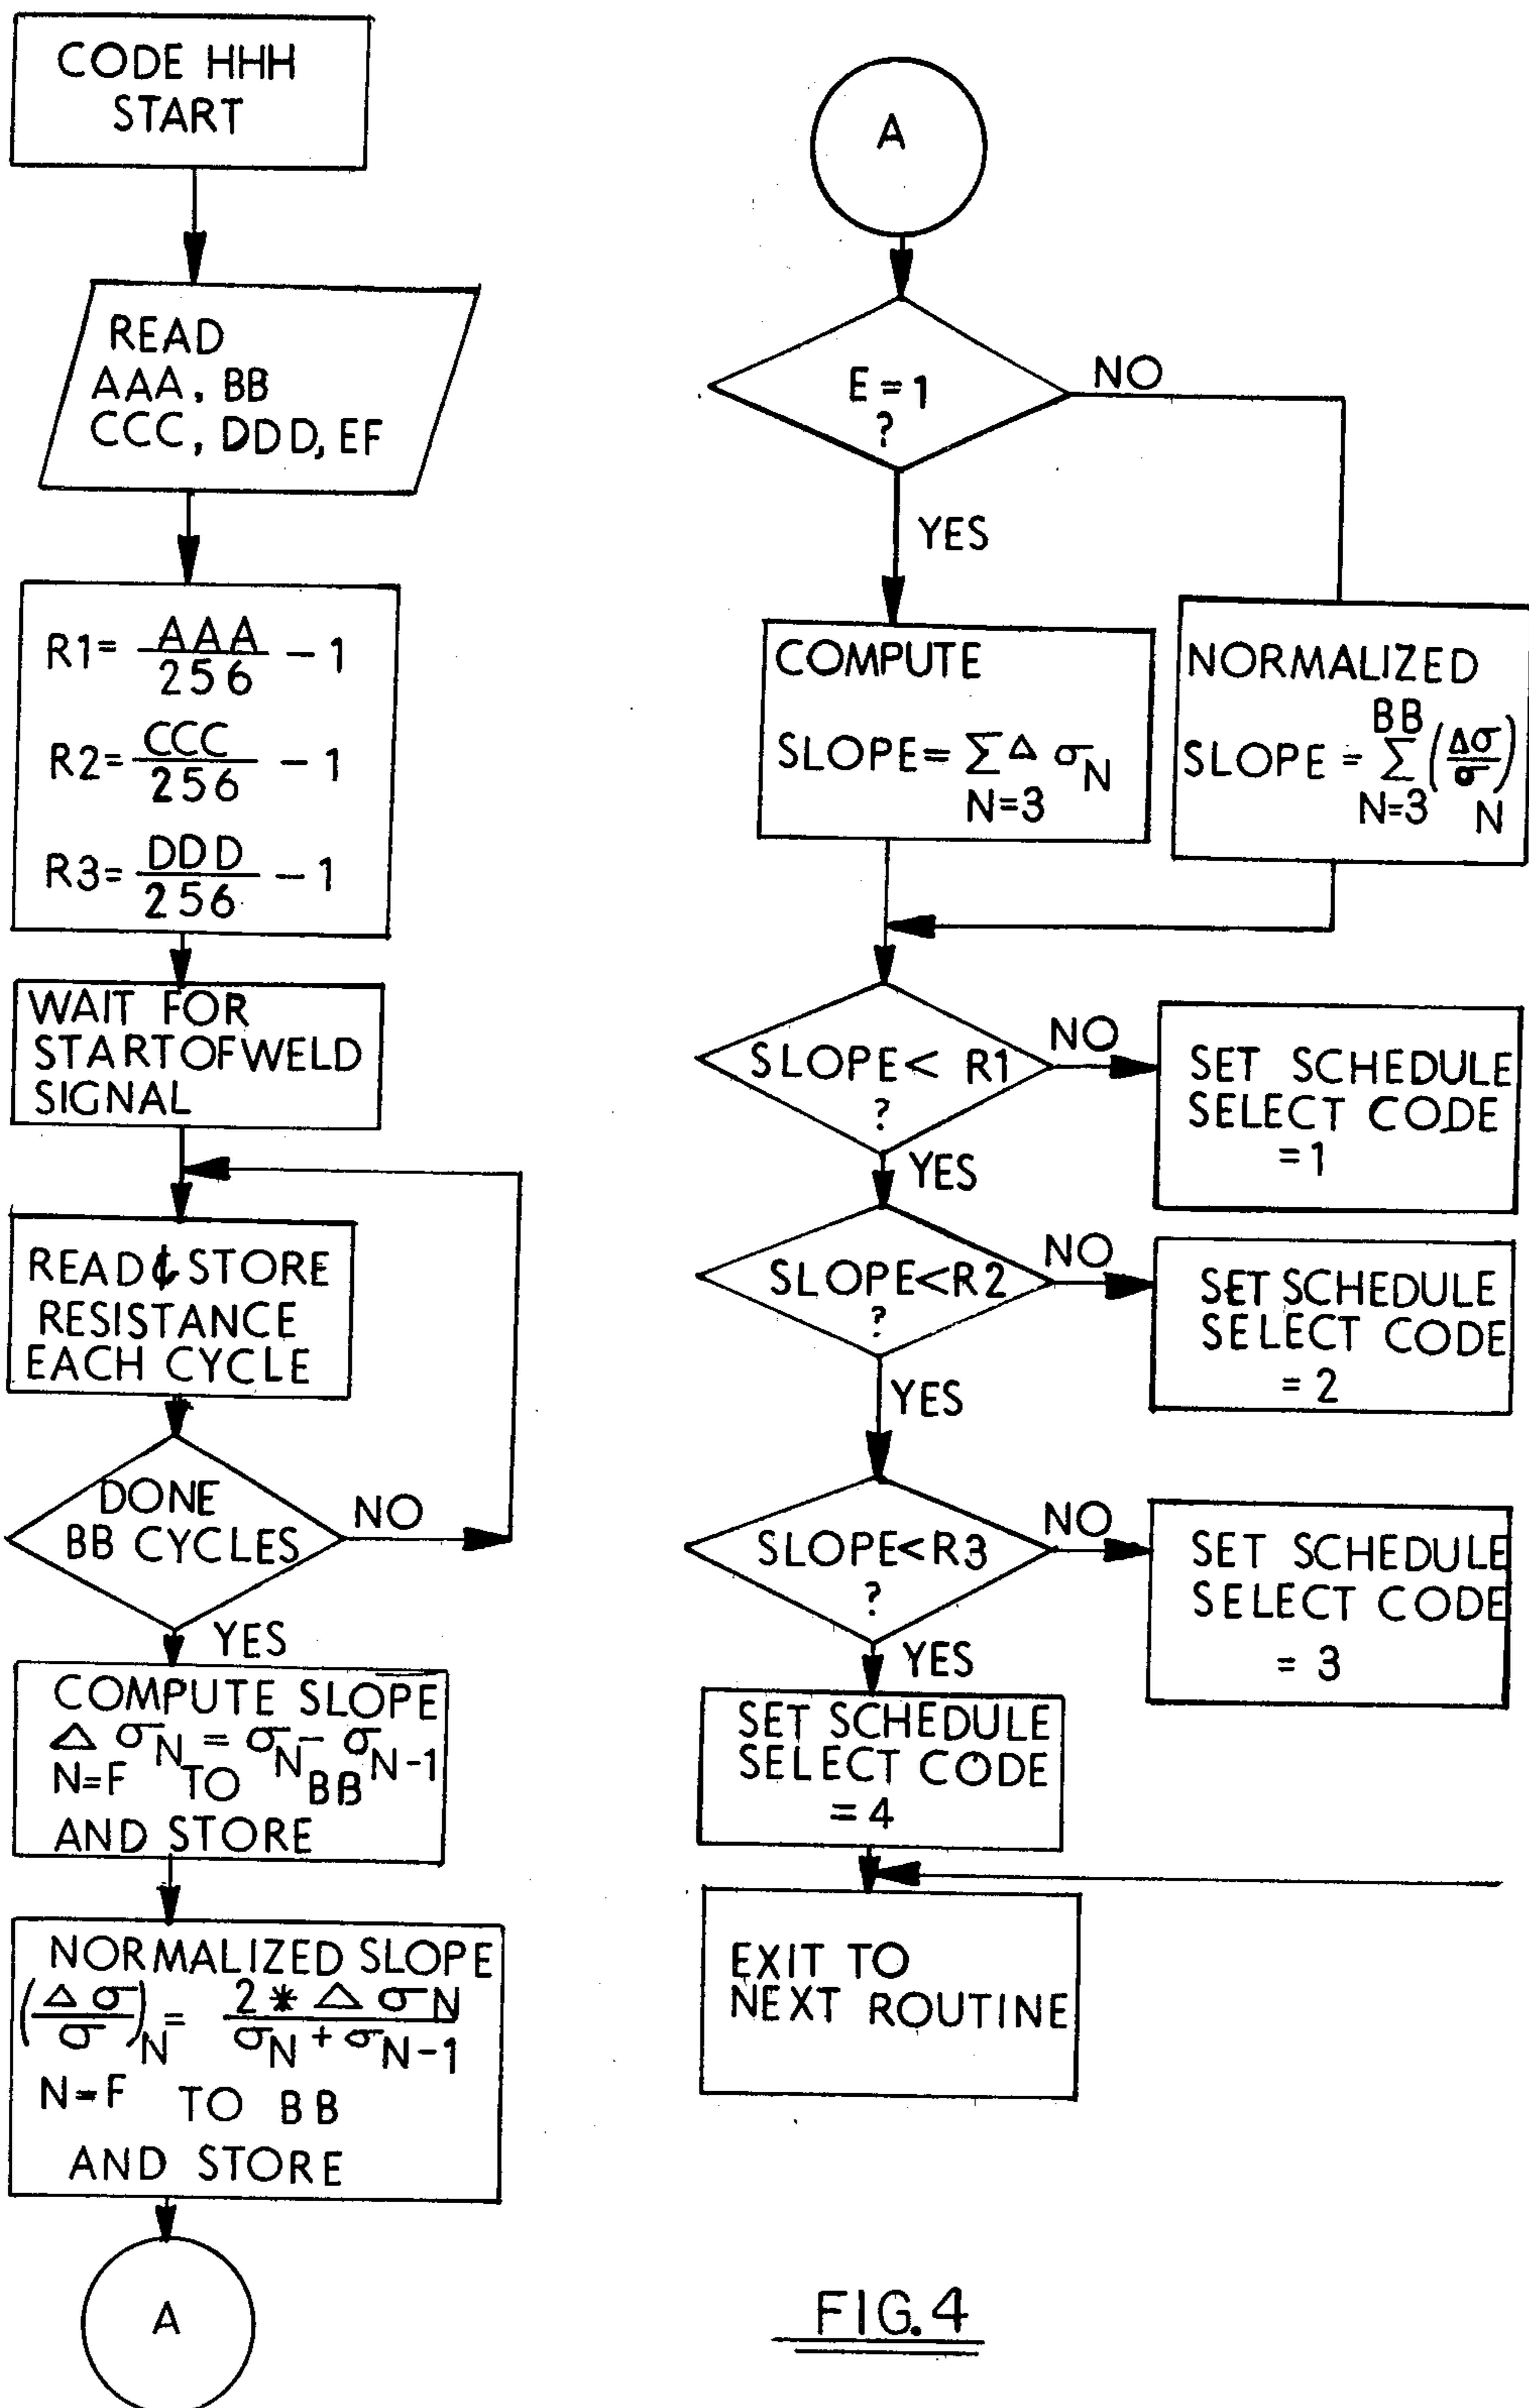 CODE HHH
START
READ
AAA, BB
CCC, DDD, EF
R1= AAA/256 - 1
R2= CCC/256 - 1
R3= DDD/256 - 1
WAIT FOR
START OF WELD
SIGNAL
READ & STORE
RESISTANCE
EACH CYCLE
DONE
BB CYCLES
NO
YES
COMPUTE SLOPE
Δ σN = σN - σN-1
N=F TO BB
AND STORE
NORMALIZED SLOPE
(Δσ/σ)N = 2 * Δ σN / σN + σN-1
N=F TO BB
AND STORE
A
A
E=1
?
NO
YES
COMPUTE
SLOPE = Σ Δ σN
N=3
NORMALIZED
BB
SLOPE = Σ (Δσ/σ)N
N=3
SLOPE < R1
?
NO
SET SCHEDULE
SELECT CODE
=1
YES
SLOPE<R2
?
NO
SET SCHEDULE
SELECT CODE
=2
YES
SLOPE<R3
?
NO
SET SCHEDULE
SELECT CODE
=3
YES
SET SCHEDULE
SELECT CODE
=4
EXIT TO
NEXT ROUTINE
FIG.4